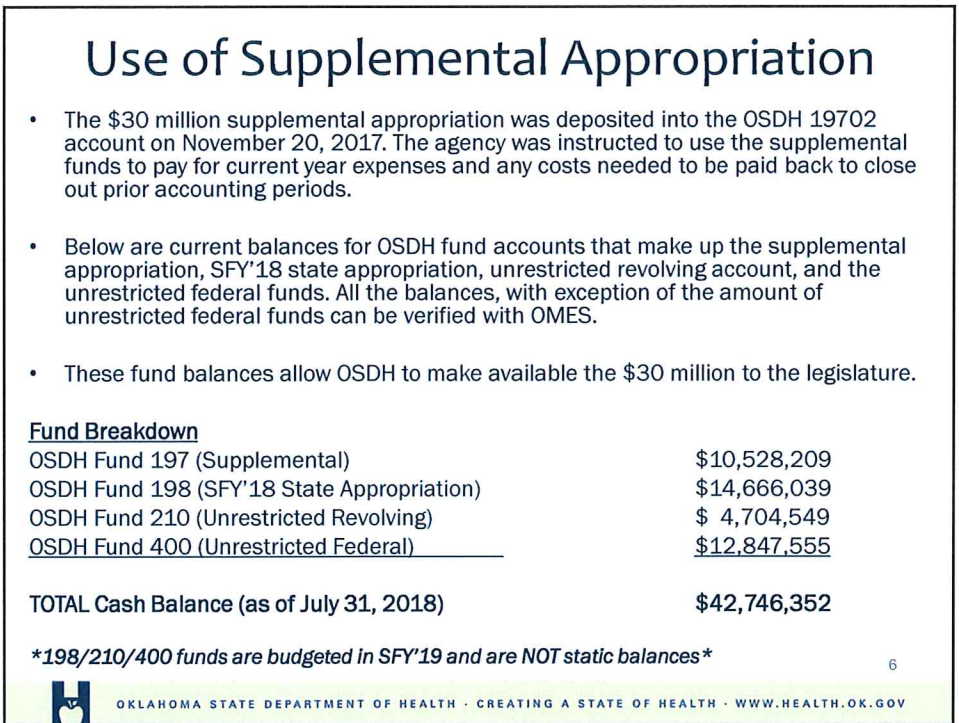 Use of Supplemental Appropriation
• The $30 million supplemental appropriation was deposited into the OSDH 19702
account on November 20, 2017. The agency was instructed to use the supplemental
funds to pay for current year expenses and any costs needed to be paid back to close
out prior accounting periods.
• Below are current balances for OSDH fund accounts that make up the supplemental
appropriation, SFY'18 state appropriation, unrestricted revolving account, and the
unrestricted federal funds. All the balances, with exception of the amount of
unrestricted federal funds can be verified with OMES.
• These fund balances allow OSDH to make available the $30 million to the legislature.
Fund Breakdown
OSDH Fund 197 (Supplemental) $10,528,209
OSDH Fund 198 (SFY'18 State Appropriation) $14,666,039
OSDH Fund 210 (Unrestricted Revolving) $ 4,704,549
OSDH Fund 400 (Unrestricted Federal) $12,847,555
TOTAL Cash Balance (as of July 31, 2018) $42,746,352
*198/210/400 funds are budgeted in SFY'19 and are NOT static balances*
6
OKLAHOMA STATE DEPARTMENT OF HEALTH · CREATING A STATE OF HEALTH · WWW.HEALTH.OK.GOV